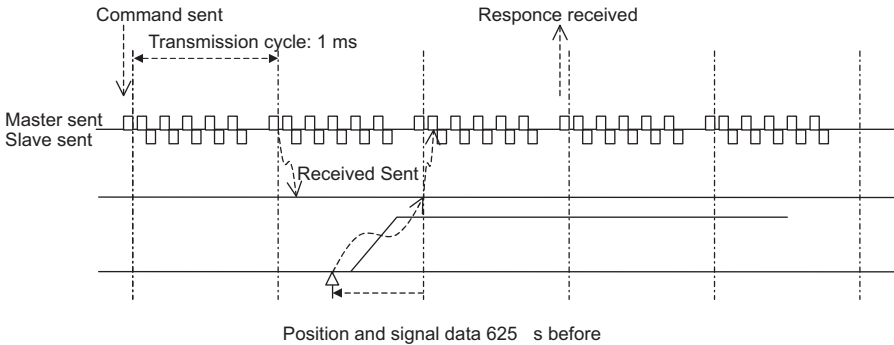 Command sent
Responce received
Transmission cycle: 1 ms
Master sent
Slave sent
Received Sent
Position and signal data 625 s before